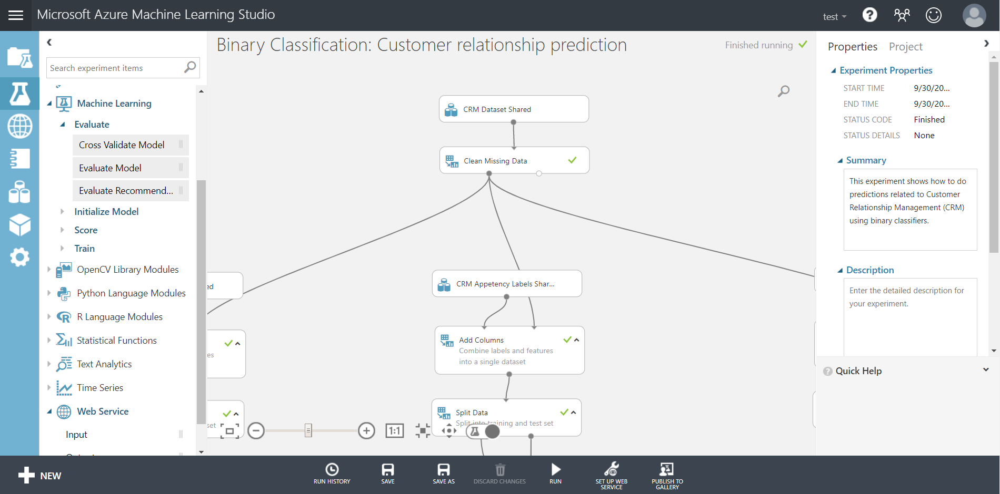 Microsoft Azure Machine Learning Studio
test
Search experiment items
Machine Learning
Evaluate
Cross Validate Model
Evaluate Model
Evaluate Recommend...
Initialize Model
Score
Train
OpenCV Library Modules
Python Language Modules
R Language Modules
Statistical Functions
Text Analytics
Time Series
Web Service
Input
Binary Classification: Customer relationship prediction
Finished running
CRM Dataset Shared
Clean Missing Data
ed
CRM Appetency Labels Shar...
es
Add Columns
Combine labels and features
into a single dataset
set
Split Data
Split into training and test set
1:1
Properties
Project
Experiment Properties
START TIME 9/30/20...
END TIME 9/30/20...
STATUS CODE Finished
STATUS DETAILS None
Summary
This experiment shows how to do
predictions related to Customer
Relationship Management (CRM)
using binary classifiers.
Description
Enter the detailed description for
your experiment.
Quick Help
NEW
RUN HISTORY
SAVE
SAVE AS
DISCARD CHANGES
RUN
SET UP WEB
SERVICE
PUBLISH TO
GALLERY